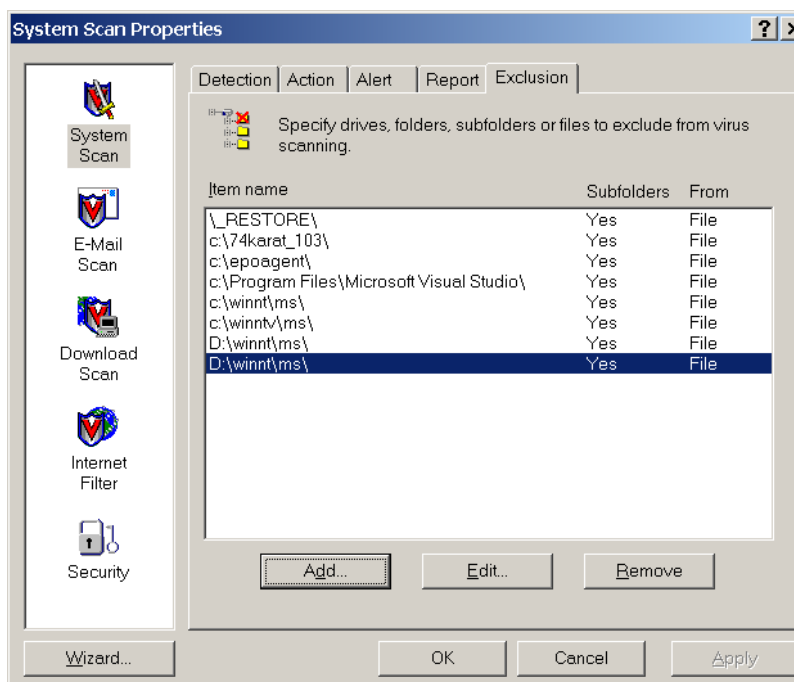 System Scan Properties
Detection Action Alert Report Exclusion
System Scan
E-Mail Scan
Download Scan
Internet Filter
Security
Specify drives, folders, subfolders or files to exclude from virus
scanning.
Item name Subfolders From
\_RESTORE\ Yes File
c:\74karat_103\ Yes File
c:\epoagent\ Yes File
c:\Program Files\Microsoft Visual Studio\ Yes File
c:\winnt\ms\ Yes File
c:\winntv\ms\ Yes File
D:\winnt\ms\ Yes File
D:\winnt\ms\ Yes File
Add... Edit... Remove
Wizard... OK Cancel Apply